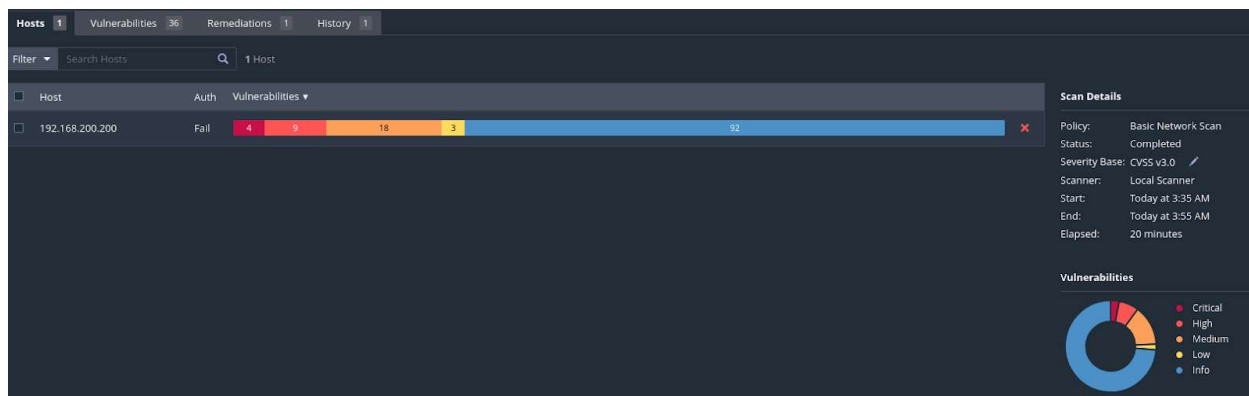 Hosts 1 Vulnerabilities 36 Remediations 1 History 1
Filter Search Hosts 1 Host
Host Auth Vulnerabilities
192.168.200.200 Fail 4 9 18 3 92
Scan Details
Policy: Basic Network Scan
Status: Completed
Severity Base: CVSS v3.0
Scanner: Local Scanner
Start: Today at 3:35 AM
End: Today at 3:55 AM
Elapsed: 20 minutes
Vulnerabilities
Critical
High
Medium
Low
Info